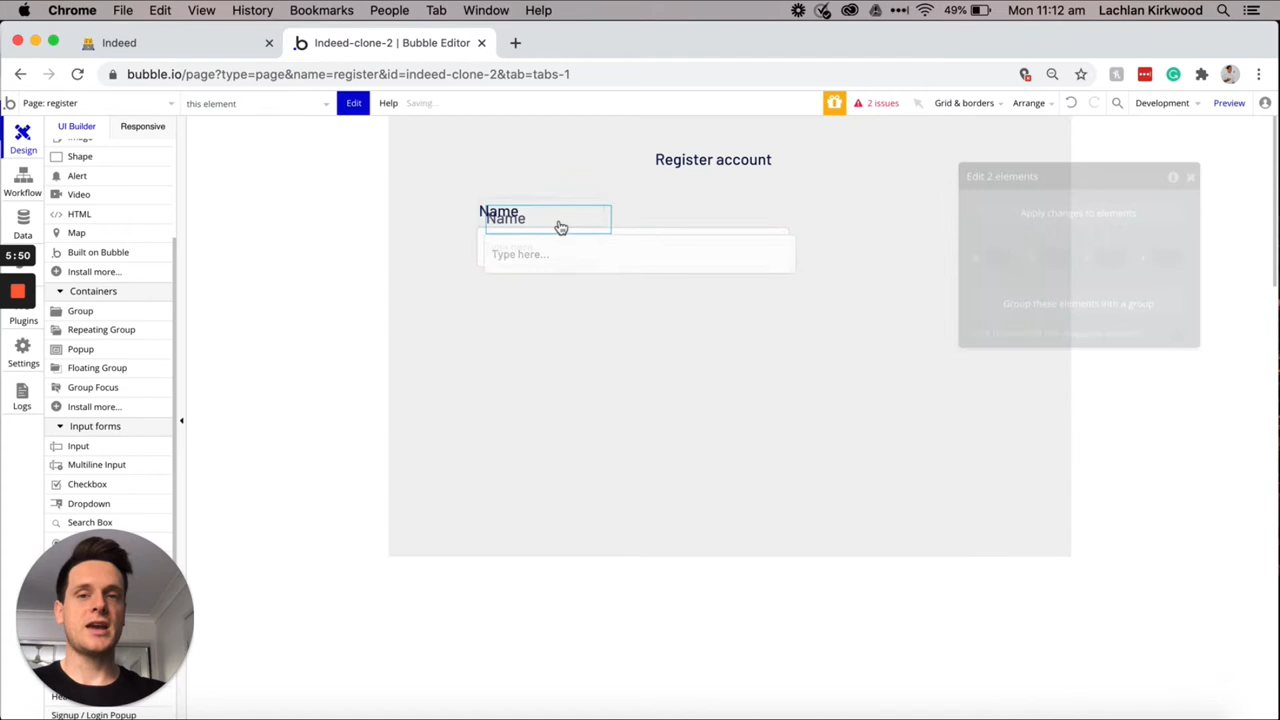 Chrome File Edit View History Bookmarks People Tab Window Help 49% Mon 11:12 am Lachlan Kirkwood
Indeed
Indeed-clone-2 | Bubble Editor
bubble.io/page?type=page&name=register&id=indeed-clone-2&tab=tabs-1
Page: register this element Edit Help Saving... 2 issues Grid & borders Arrange Development Preview
UI Builder Responsive
Design
Workflow
Data
5:50
Plugins
Settings
Logs
Image
Shape
Alert
Video
HTML
Map
Built on Bubble
Install more...
Containers
Group
Repeating Group
Popup
Floating Group
Group Focus
Install more...
Input forms
Input
Multiline Input
Checkbox
Dropdown
Search Box
Signup / Login Popup
Register account
Name
Name
Type here...
Edit 2 elements
Apply changes to elements
Group these elements into a group